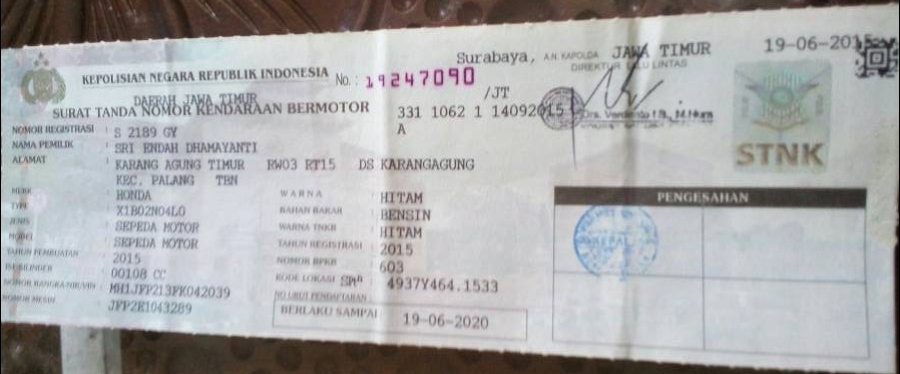 Surabaya, A.N. KAPOLDA JAWA TIMUR 19-06-2015
DIREKTUR LALU LINTAS
KEPOLISIAN NEGARA REPUBLIK INDONESIA
No. : 19247090
/JT
DAERAH JAWA TIMUR
SURAT TANDA NOMOR KENDARAAN BERMOTOR
331 1062 1 14092015
A
STNK
NOMOR REGISTRASI : S 2189 GY
NAMA PEMILIK : SRI ENDAH DHAMAYANTI
ALAMAT : KARANG AGUNG TIMUR RW03 RT15 DS KARANGAGUNG
KEC. PALANG TBN
MERK : HONDA
TYPE : X1B02N04L0
JENIS : SEPEDA MOTOR
MODEL : SEPEDA MOTOR
TAHUN PEMBUATAN : 2015
ISI SILINDER : 00108 CC
NOMOR RANGKA/NIK/VIN : MH1JFP213FK042039
NOMOR MESIN : JFP2E1043289
WARNA : HITAM
BAHAN BAKAR : BENSIN
WARNA TNKB : HITAM
TAHUN REGISTRASI : 2015
NOMOR BPKB : 603
KODE LOKASI : 4937Y464.1533
NO URUT PENDAFTARAN
BERLAKU SAMPAI : 19-06-2020
PENGESAHAN